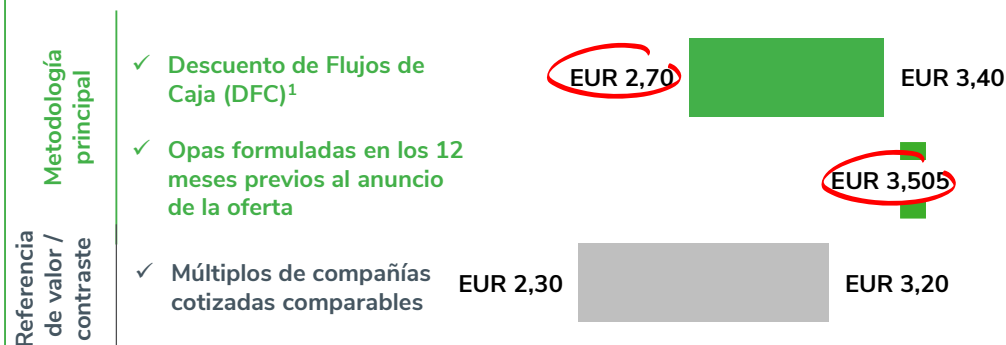 Metodología
principal
✓ Descuento de Flujos de
Caja (DFC)¹
EUR 2,70
EUR 3,40
✓ Opas formuladas en los 12
meses previos al anuncio
de la oferta
EUR 3,505
Referencia
de valor /
contraste
✓ Múltiplos de compañías
cotizadas comparables
EUR 2,30
EUR 3,20